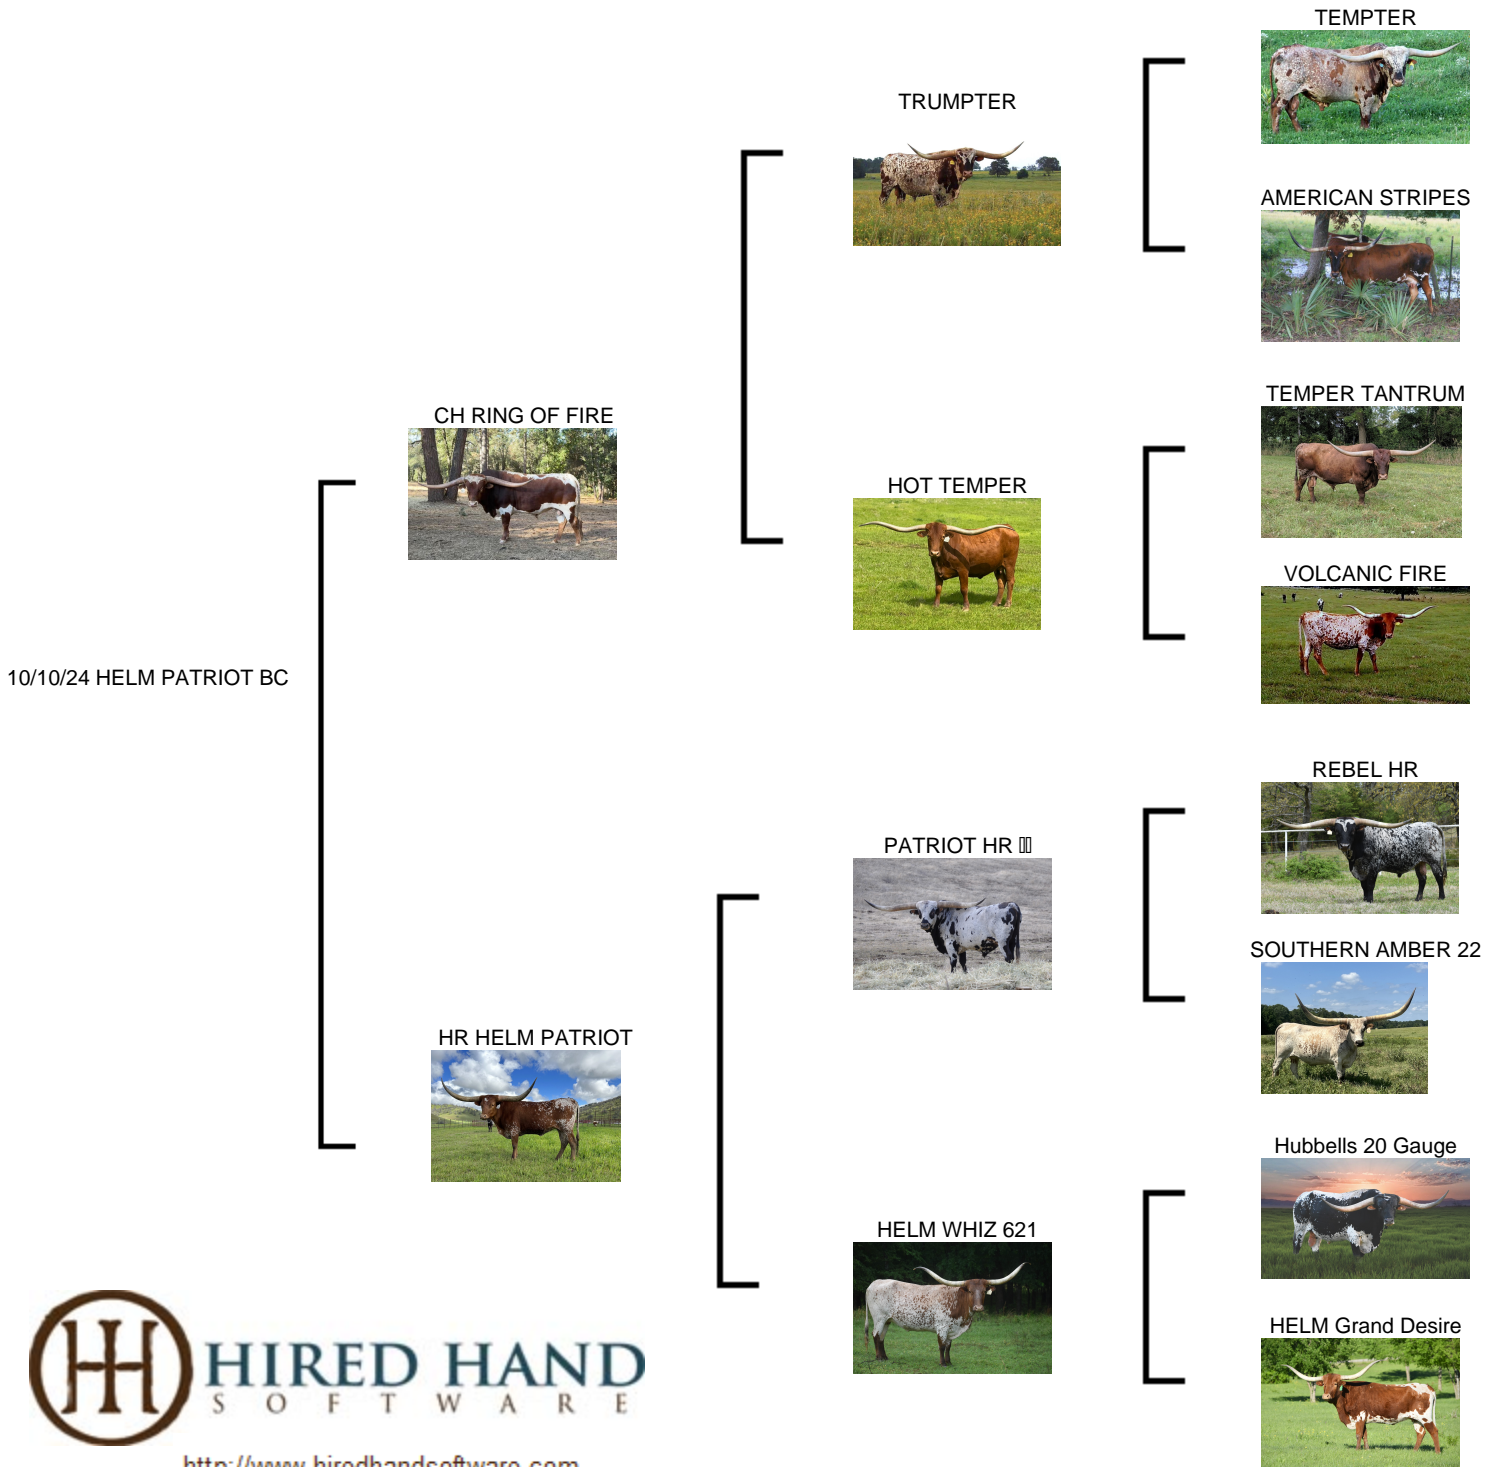 TEMPTER
TRUMPTER
AMERICAN STRIPES
TEMPER TANTRUM
CH RING OF FIRE
HOT TEMPER
VOLCANIC FIRE
10/10/24 HELM PATRIOT BC
REBEL HR
PATRIOT HR
SOUTHERN AMBER 22
HR HELM PATRIOT
Hubbells 20 Gauge
HELM WHIZ 621
HELM Grand Desire
HIRED HAND
SOFTWARE
http://www.hiredhandsoftware.com